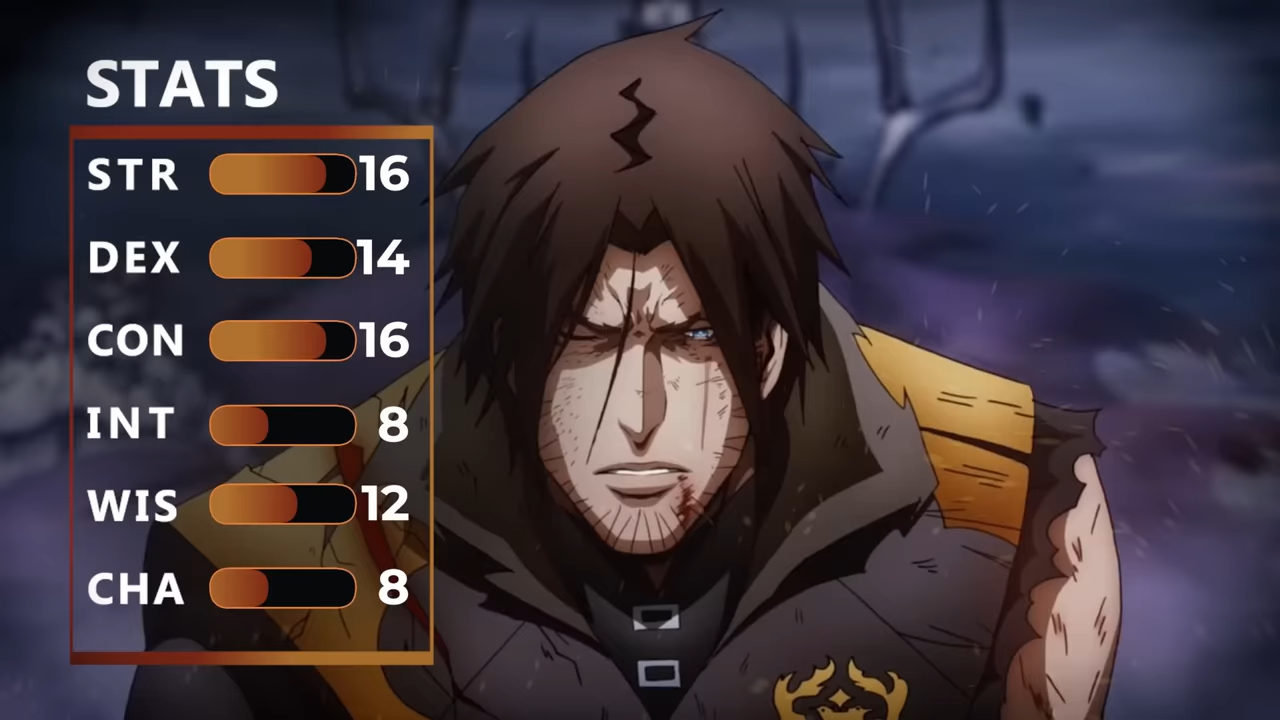 STATS
STR 16
DEX 14
CON 16
INT 8
WIS 12
CHA 8